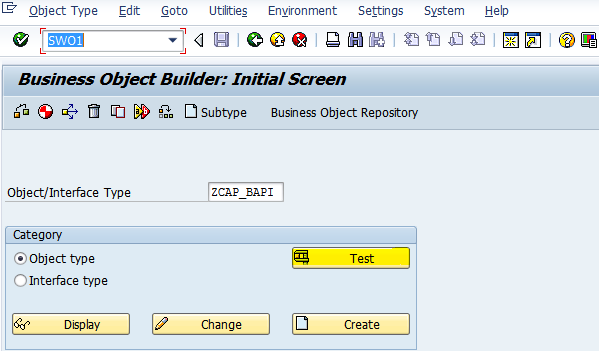 Object Type Edit Goto Utilities Environment Settings System Help
SWO1
Business Object Builder: Initial Screen
Subtype Business Object Repository
Object/Interface Type ZCAP_BAPI
Category
Object type Test
Interface type
Display Change Create